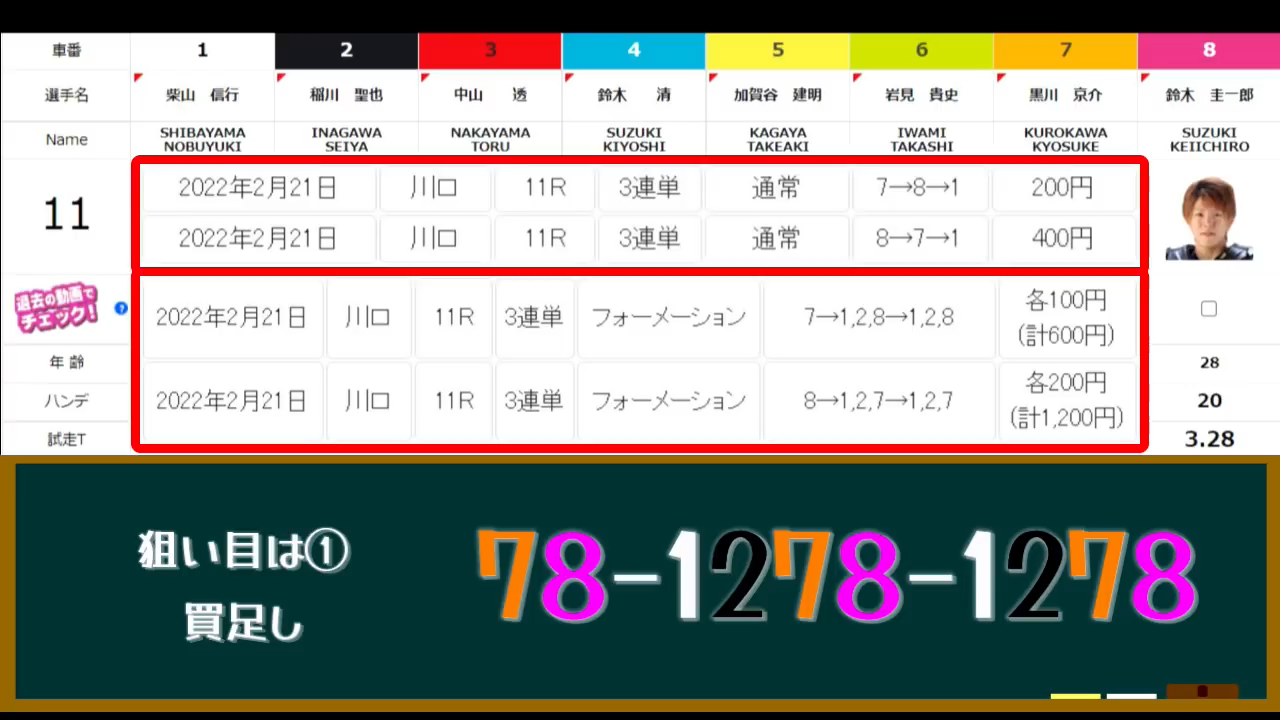 車番 1 2 3 4 5 6 7 8
選手名 柴山 信行 稲川 聖也 中山 透 鈴木 清 加賀谷 建明 岩見 貴史 黒川 京介 鈴木 圭一郎
Name SHIBAYAMA NOBUYUKI INAGAWA SEIYA NAKAYAMA TORU SUZUKI KIYOSHI KAGAYA TAKEAKI IWAMI TAKASHI KUROKAWA KYOSUKE SUZUKI KEIICHIRO
11
2022年2月21日 川口 11R 3連単 通常 7→8→1 200円
2022年2月21日 川口 11R 3連単 通常 8→7→1 400円
過去の動画で
チェック!
?
2022年2月21日 川口 11R 3連単 フォーメーション 7→1,2,8→1,2,8 各100円
(計600円)
年齢 28
2022年2月21日 川口 11R 3連単 フォーメーション 8→1,2,7→1,2,7 各200円
(計1,200円)
ハンデ 20
試走T 3.28
狙い目は①
買足し
78-1278-1278